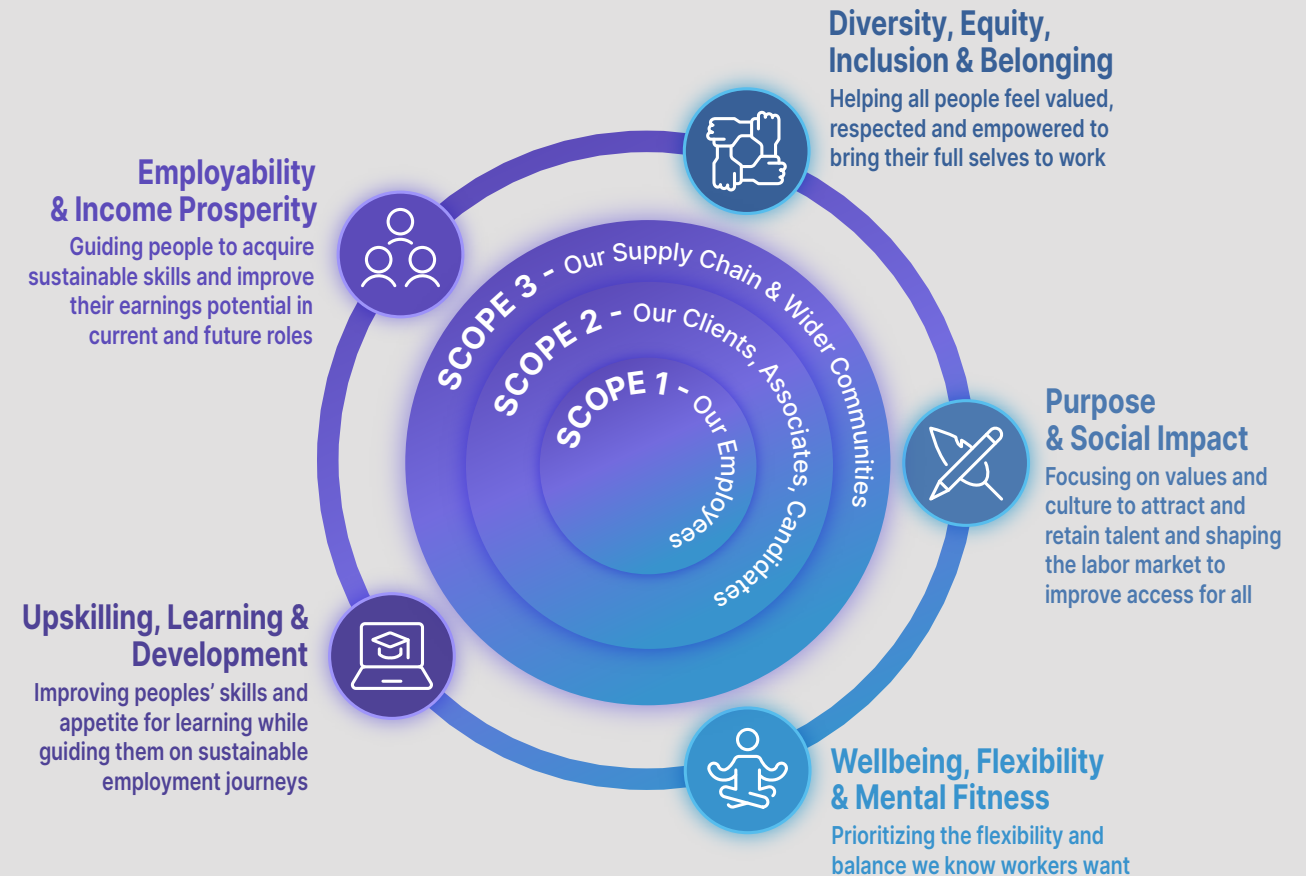 Diversity, Equity,
Inclusion & Belonging
Helping all people feel valued,
respected and empowered to
bring their full selves to work
Employability
& Income Prosperity
Guiding people to acquire
sustainable skills and improve
their earnings potential in
current and future roles
SCOPE 3 - Our Supply Chain & Wider Communities
SCOPE 2 - Our Clients, Associates, Candidates
SCOPE 1 - Our Employees
Purpose
& Social Impact
Focusing on values and
culture to attract and
retain talent and shaping
the labor market to
improve access for all
Upskilling, Learning &
Development
Improving peoples’ skills and
appetite for learning while
guiding them on sustainable
employment journeys
Wellbeing, Flexibility
& Mental Fitness
Prioritizing the flexibility and
balance we know workers want